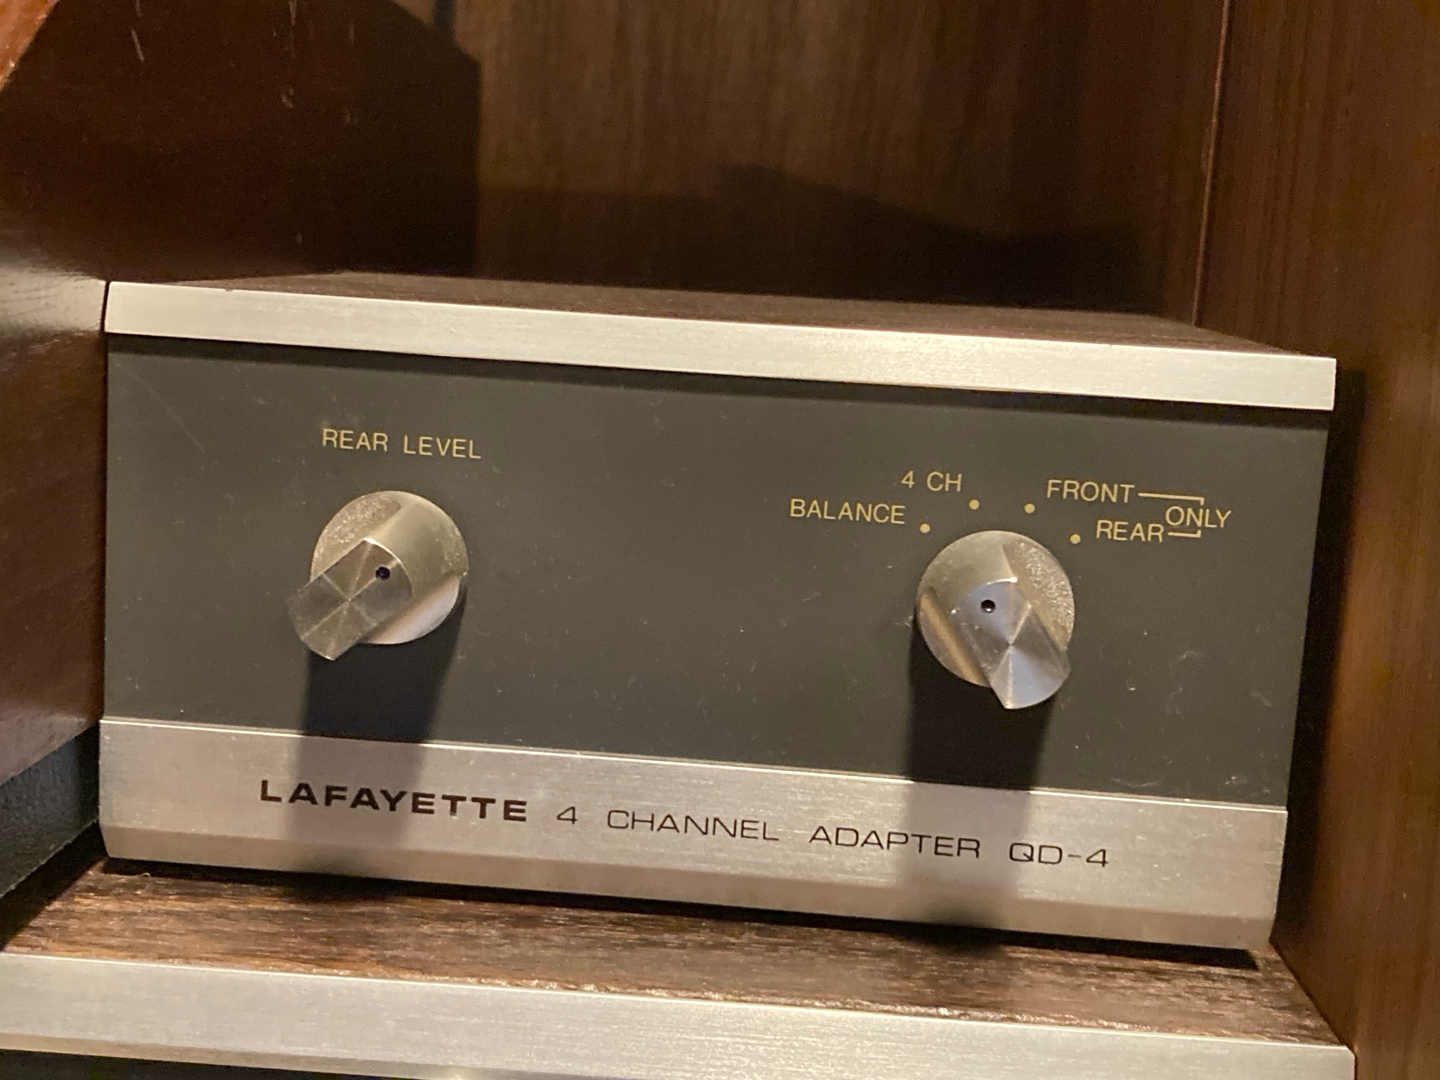 REAR LEVEL
4 CH
BALANCE
FRONT
REAR
ONLY
LAFAYETTE 4 CHANNEL ADAPTER QD-4